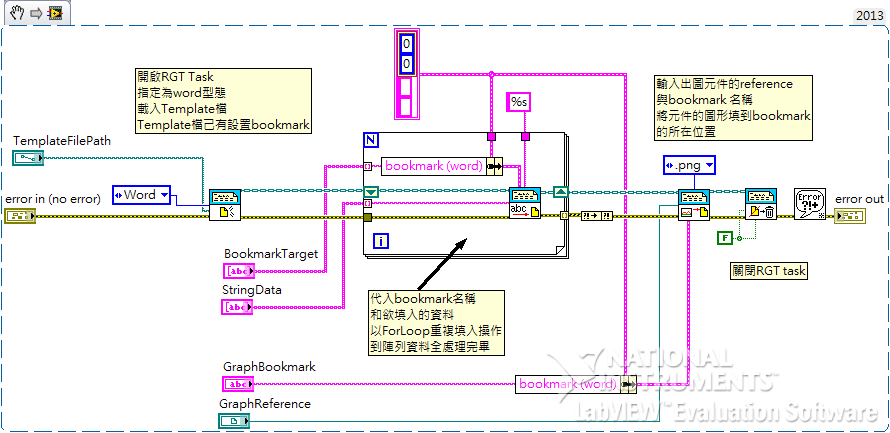 2013
開啟RGT Task
指定為word型態
載入Template檔
Template檔己有設置bookmark
0
0
%s
輸入出圖元件的reference
與bookmark 名稱
將元件的圖形填到bookmark
的所在位置
TemplateFilePath
N
bookmark (word)
.png
error in (no error)
Word
abc
Error
?!+
error out
i
F
BookmarkTarget
abc
關閉RGT task
StringData
abc
代入bookmark名稱
和欲填入的資料
以ForLoop重複填入操作
到陣列資料全處理完畢
GraphBookmark
abc
bookmark (word)
GraphReference
NATIONAL
INSTRUMENTS™
LabVIEW™ Evaluation Software